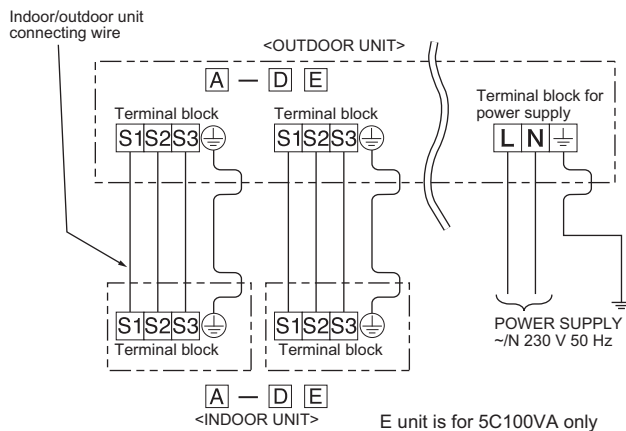 Indoor/outdoor unit
connecting wire
<OUTDOOR UNIT>
A — D E
Terminal block
S1 S2 S3
Terminal block
S1 S2 S3
Terminal block for
power supply
L N
S1 S2 S3
Terminal block
S1 S2 S3
Terminal block
POWER SUPPLY
~/N 230 V 50 Hz
A — D E
<INDOOR UNIT>
E unit is for 5C100VA only